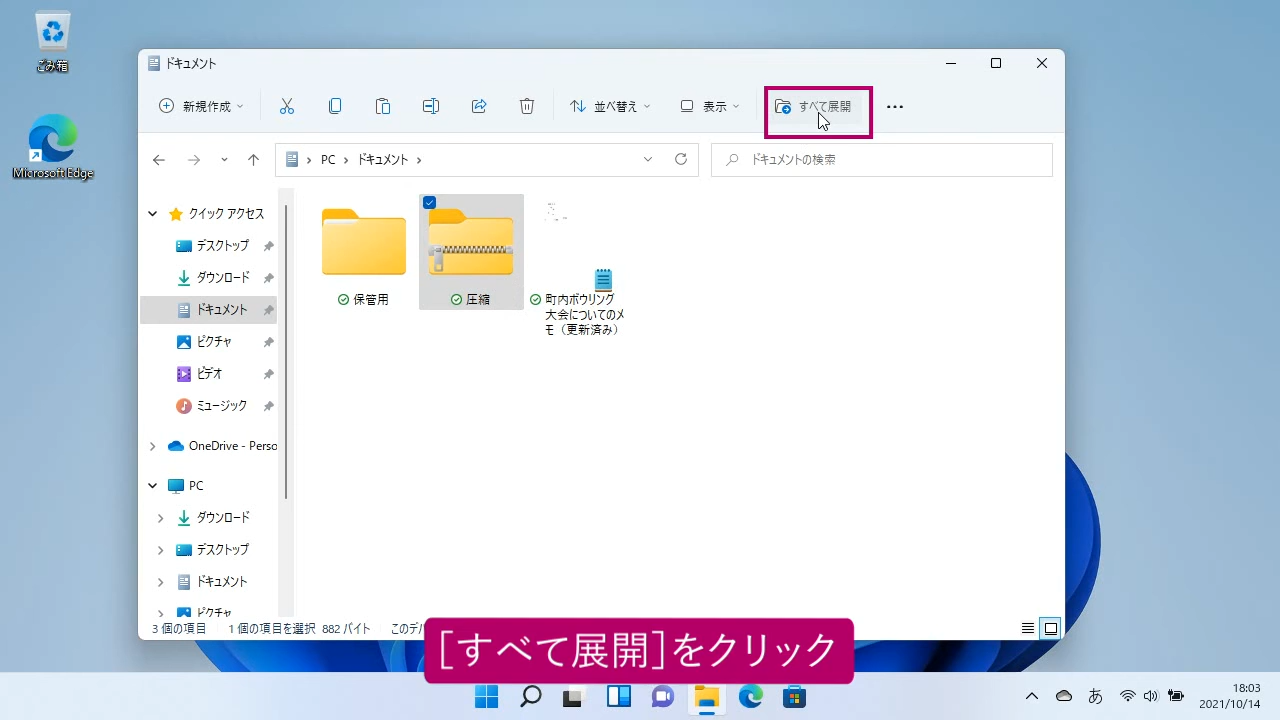 ごみ箱
Microsoft Edge
ドキュメント
新規作成
並べ替え
表示
すべて展開
PC
ドキュメント
ドキュメントの検索
クイック アクセス
デスクトップ
ダウンロード
ドキュメント
ピクチャ
ビデオ
ミュージック
OneDrive - Perso
PC
ダウンロード
デスクトップ
ドキュメント
ピクチャ
保管用
圧縮
町内ボウリング
大会についてのメ
モ（更新済み）
3 個の項目
1 個の項目を選択 882 バイト
このデバ
[すべて展開]をクリック
あ
18:03
2021/10/14